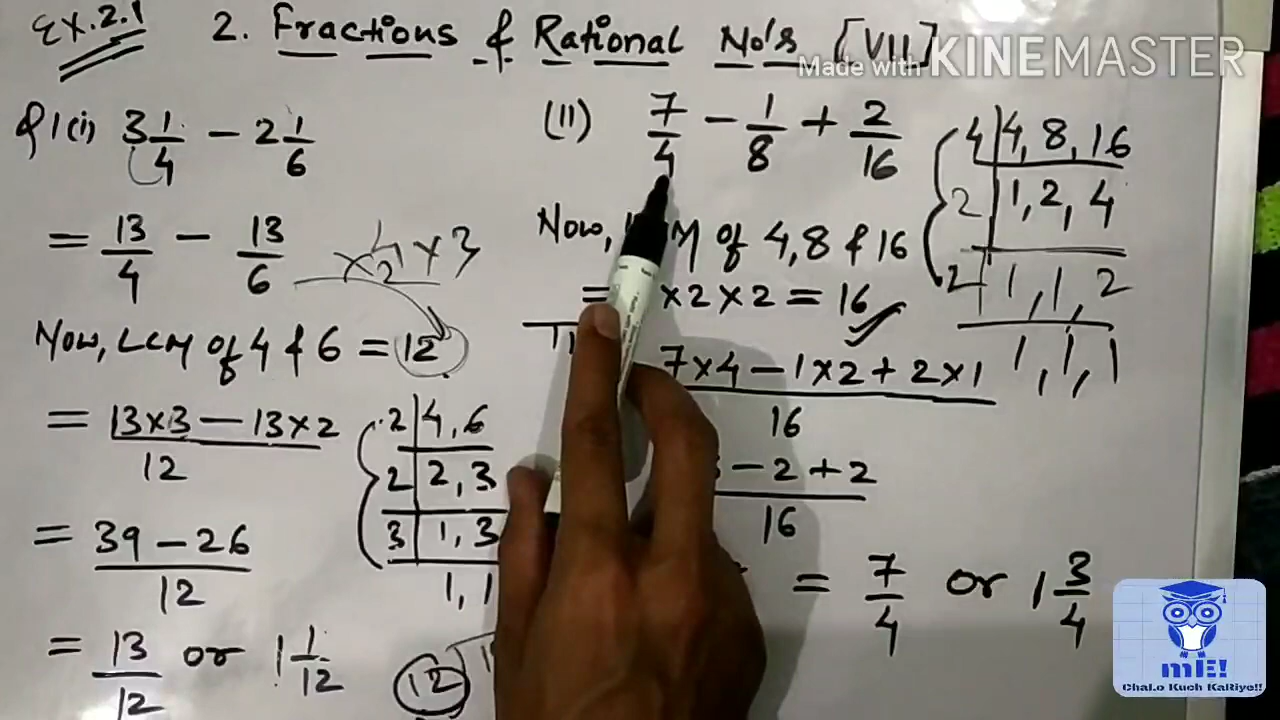 Ex.2.1 2. Fractions & Rational No's [VII]
Made with KINEMASTER
Q1(i) 3 1/4 - 2 1/6
= 13/4 - 13/6
×2×3
Now, LCM of 4 & 6 = 12
= 13×3 - 13×2 / 12
2 | 4, 6
2 | 2, 3
3 | 1, 3
1, 1
= 39 - 26 / 12
= 13/12 or 1 1/12
12
(II) 7/4 - 1/8 + 2/16
4 | 4, 8, 16
2 | 1, 2, 4
2 | 1, 1, 2
1, 1, 1
Now, of 4, 8 & 16
= ×2×2 = 16
7×4 - 1×2 + 2×1 / 16
- 2 + 2 / 16
= 7/4 or 1 3/4
mE!
ChaLo Kuch KaRiye!!